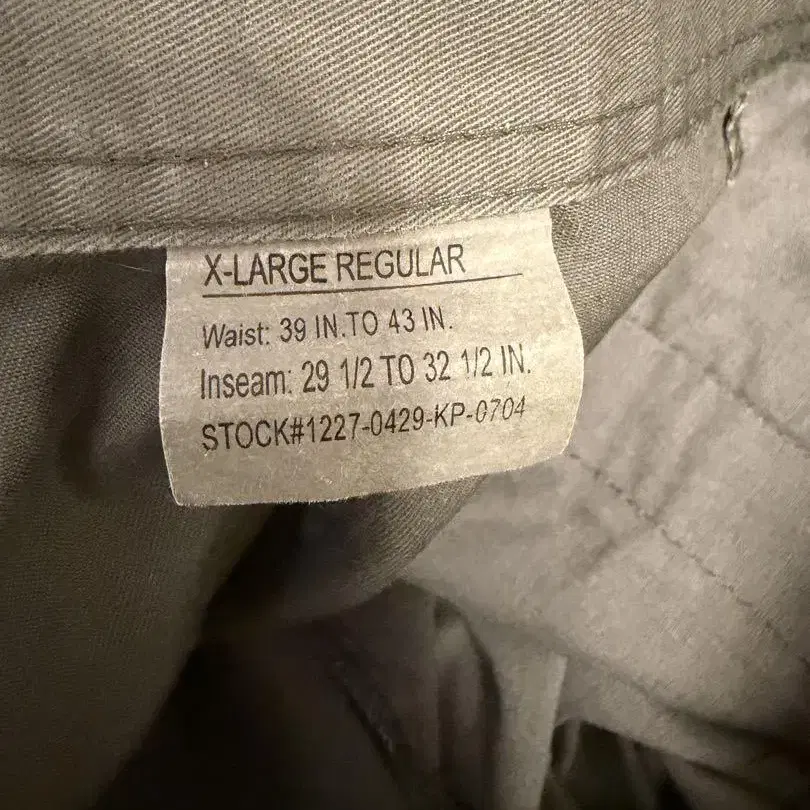 X-LARGE REGULAR
Waist: 39 IN.TO 43 IN.
Inseam: 29 1/2 TO 32 1/2 IN.
STOCK#1227-0429-KP-0704